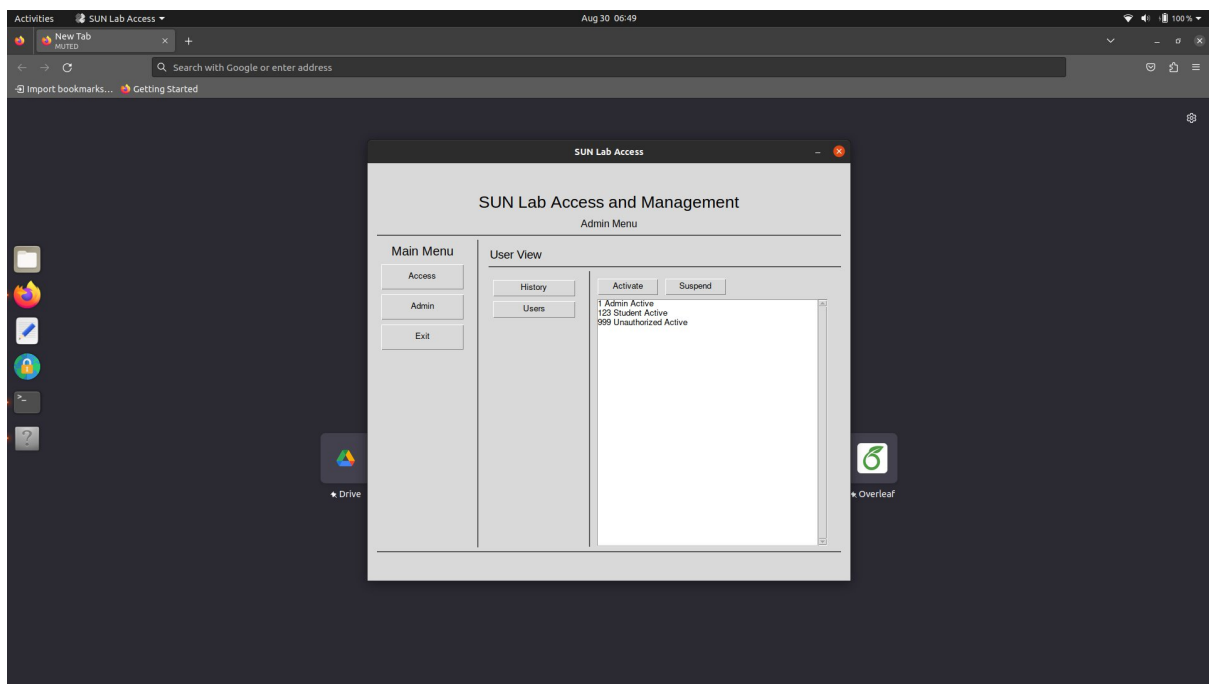 Activities SUN Lab Access Aug 30 06:49 100 %
New Tab
MUTED
Search with Google or enter address
Import bookmarks... Getting Started
SUN Lab Access
SUN Lab Access and Management
Admin Menu
Main Menu
Access
Admin
Exit
User View
History
Users
Activate Suspend
1 Admin Active
123 Student Active
999 Unauthorized Active
Drive
Overleaf